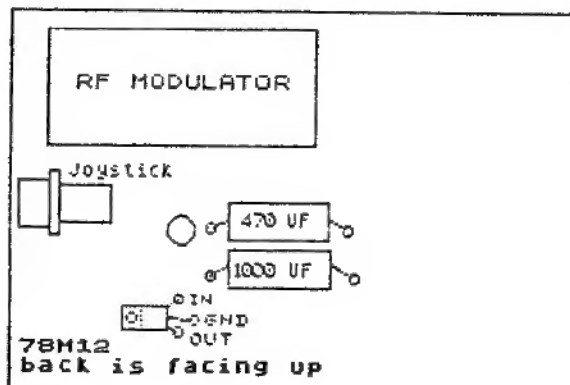 RF MODULATOR
Joystick
470 UF
1000 UF
IN
GND
OUT
78M12
back is facing up